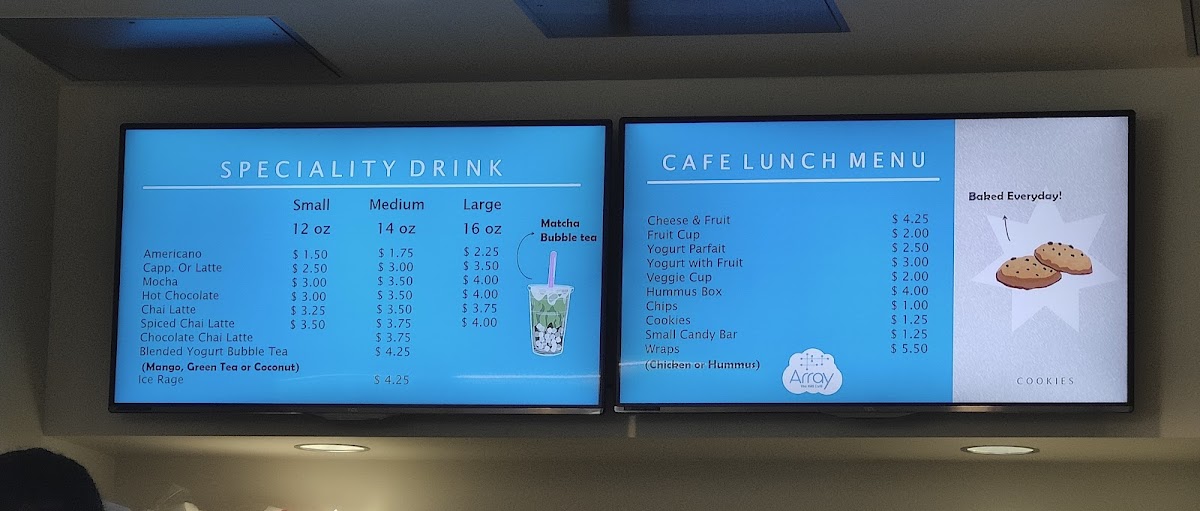 SPECIALITY DRINK
Small Medium Large
12 oz 14 oz 16 oz
Americano $ 1.50 $ 1.75 $ 2.25
Capp. Or Latte $ 2.50 $ 3.00 $ 3.50
Mocha $ 3.00 $ 3.50 $ 4.00
Hot Chocolate $ 3.00 $ 3.50 $ 4.00
Chai Latte $ 3.25 $ 3.50 $ 3.75
Spiced Chai Latte $ 3.50 $ 3.75 $ 4.00
Chocolate Chai Latte $ 3.75
Blended Yogurt Bubble Tea $ 4.25
(Mango, Green Tea or Coconut)
Ice Rage $ 4.25
Matcha
Bubble tea
CAFE LUNCH MENU
Cheese & Fruit $ 4.25
Fruit Cup $ 2.00
Yogurt Parfait $ 2.50
Yogurt with Fruit $ 3.00
Veggie Cup $ 2.00
Hummus Box $ 4.00
Chips $ 1.00
Cookies $ 1.25
Small Candy Bar $ 1.25
Wraps $ 5.50
(Chicken or Hummus)
Array
Baked Everyday!
COOKIES